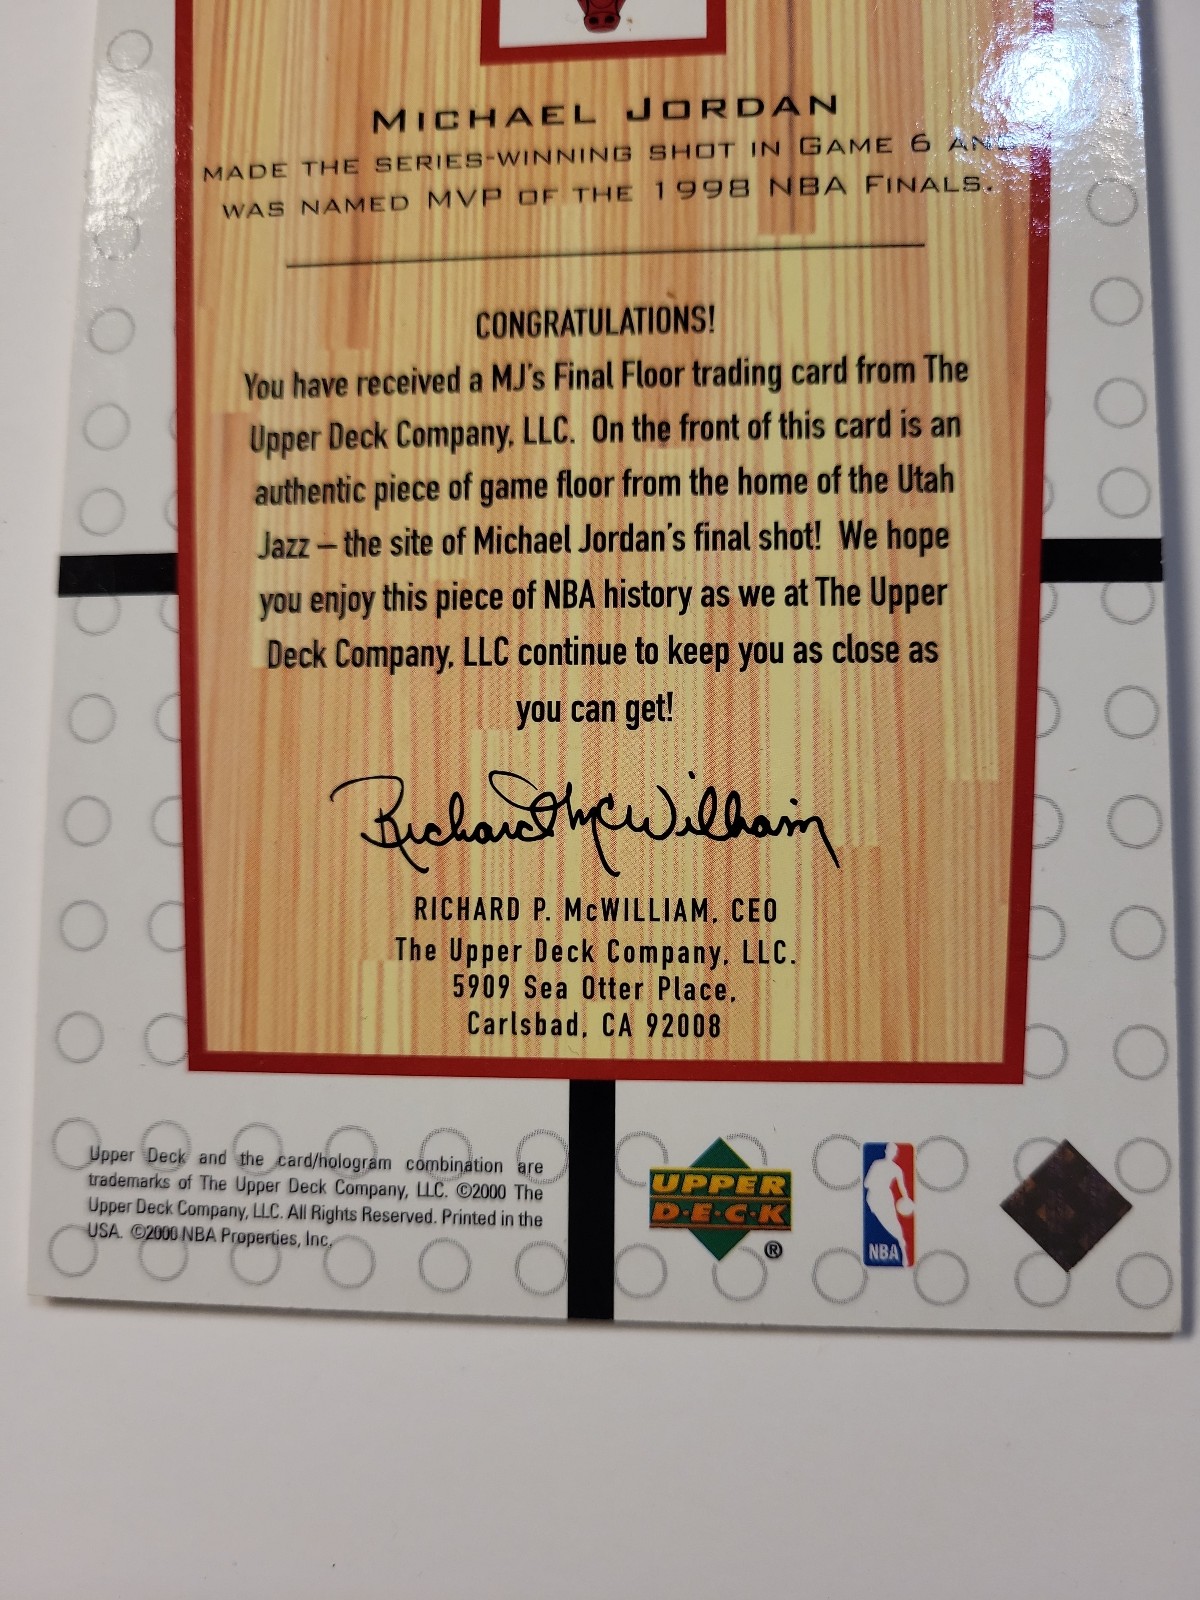 MICHAEL JORDAN
MADE THE SERIES-WINNING SHOT IN GAME 6 AND
WAS NAMED MVP OF THE 1998 NBA FINALS.
CONGRATULATIONS!
You have received a MJ's Final Floor trading card from The
Upper Deck Company, LLC. On the front of this card is an
authentic piece of game floor from the home of the Utah
Jazz – the site of Michael Jordan's final shot! We hope
you enjoy this piece of NBA history as we at The Upper
Deck Company, LLC continue to keep you as close as
you can get!
Richard McWilliam
RICHARD P. McWILLIAM, CEO
The Upper Deck Company, LLC.
5909 Sea Otter Place,
Carlsbad, CA 92008
Upper Deck and the card/hologram combination are
trademarks of The Upper Deck Company, LLC. ©2000 The
Upper Deck Company, LLC. All Rights Reserved. Printed in the
USA. ©2000 NBA Properties, Inc.
UPPER
D·E·C·K
®
NBA